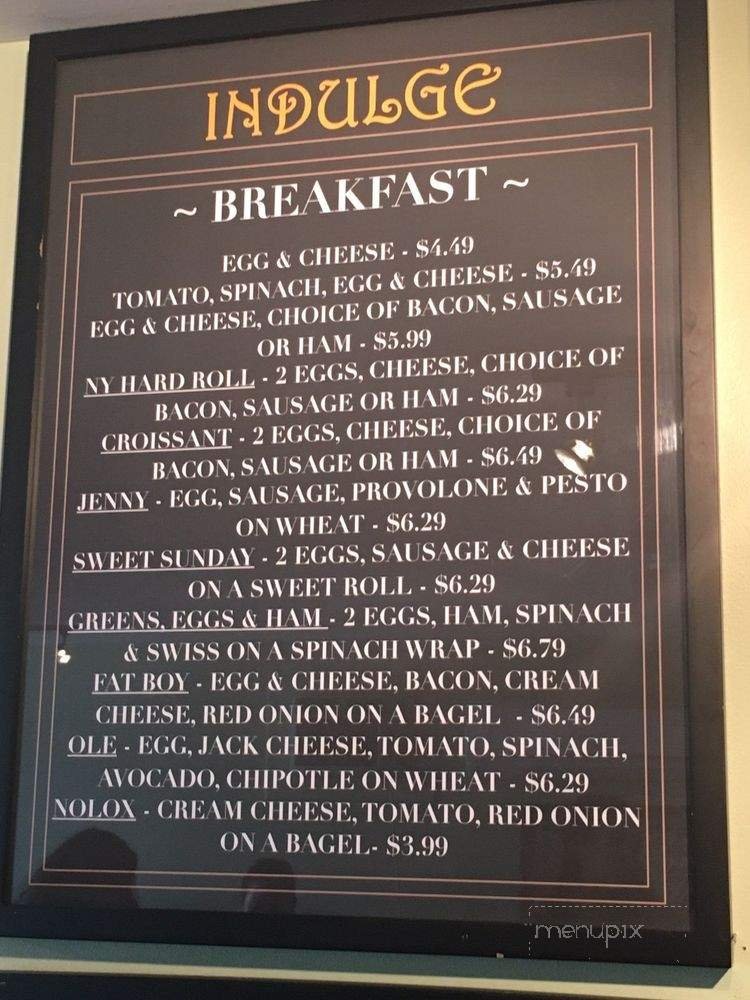 INDULGE
~ BREAKFAST ~
EGG & CHEESE - $4.49
TOMATO, SPINACH, EGG & CHEESE - $5.49
EGG & CHEESE, CHOICE OF BACON, SAUSAGE
OR HAM - $5.99
NY HARD ROLL - 2 EGGS, CHEESE, CHOICE OF
BACON, SAUSAGE OR HAM - $6.29
CROISSANT - 2 EGGS, CHEESE, CHOICE OF
BACON, SAUSAGE OR HAM - $6.49
JENNY - EGG, SAUSAGE, PROVOLONE & PESTO
ON WHEAT - $6.29
SWEET SUNDAY - 2 EGGS, SAUSAGE & CHEESE
ON A SWEET ROLL - $6.29
GREENS, EGGS & HAM - 2 EGGS, HAM, SPINACH
& SWISS ON A SPINACH WRAP - $6.79
FAT BOY - EGG & CHEESE, BACON, CREAM
CHEESE, RED ONION ON A BAGEL - $6.49
OLE - EGG, JACK CHEESE, TOMATO, SPINACH,
AVOCADO, CHIPOTLE ON WHEAT - $6.29
NOLOX - CREAM CHEESE, TOMATO, RED ONION
ON A BAGEL- $3.99
menupix